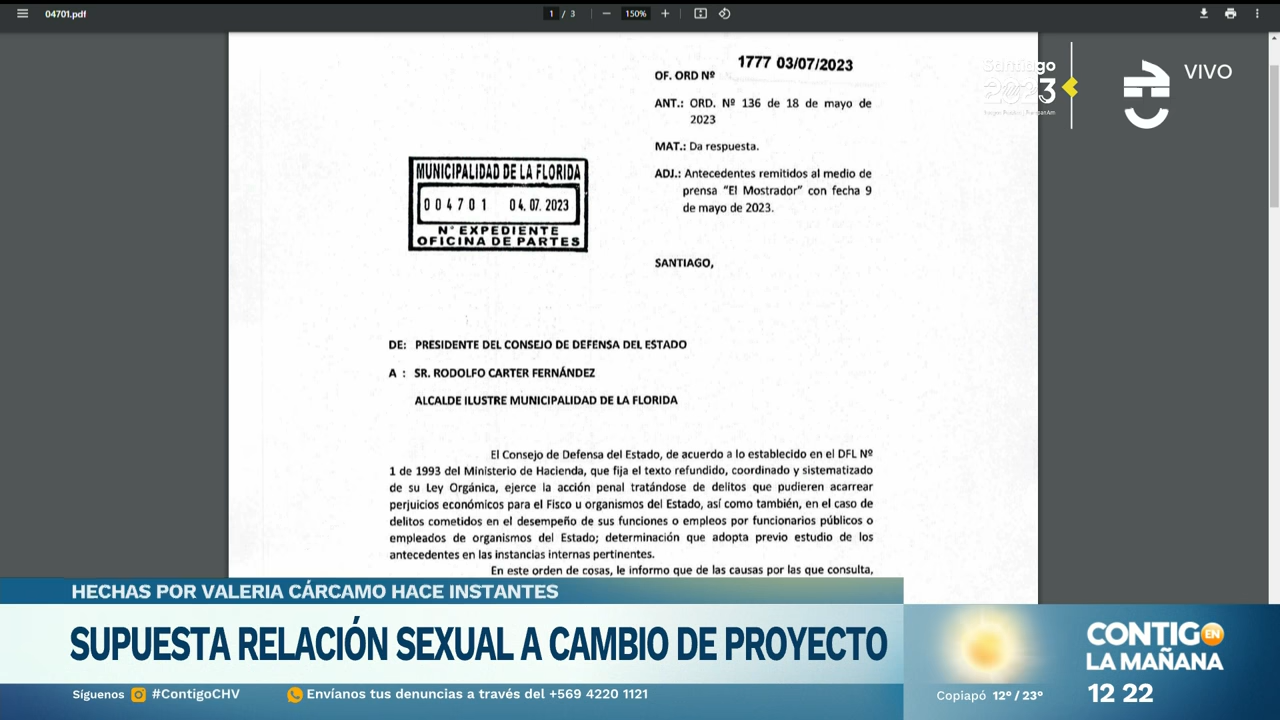 04701.pdf
1 / 3
150%
1777 03/07/2023
OF. ORD Nº
ANT.: ORD. Nº 136 de 18 de mayo de
2023
MAT.: Da respuesta.
ADJ.: Antecedentes remitidos al medio de
prensa “El Mostrador” con fecha 9
de mayo de 2023.
MUNICIPALIDAD DE LA FLORIDA
004701 04.07.2023
N° EXPEDIENTE
OFICINA DE PARTES
SANTIAGO,
DE: PRESIDENTE DEL CONSEJO DE DEFENSA DEL ESTADO
A : SR. RODOLFO CARTER FERNÁNDEZ
ALCALDE ILUSTRE MUNICIPALIDAD DE LA FLORIDA
El Consejo de Defensa del Estado, de acuerdo a lo establecido en el DFL Nº
1 de 1993 del Ministerio de Hacienda, que fija el texto refundido, coordinado y sistematizado
de su Ley Orgánica, ejerce la acción penal tratándose de delitos que pudieren acarrear
perjuicios económicos para el Fisco u organismos del Estado, así como también, en el caso de
delitos cometidos en el desempeño de sus funciones o empleos por funcionarios públicos o
empleados de organismos del Estado; determinación que adopta previo estudio de los
antecedentes en las instancias internas pertinentes.
En este orden de cosas, le informo que de las causas por las que consulta,
Santiago
2023
VIVO
HECHAS POR VALERIA CÁRCAMO HACE INSTANTES
SUPUESTA RELACIÓN SEXUAL A CAMBIO DE PROYECTO
Síguenos #ContigoCHV Envíanos tus denuncias a través del +569 4220 1121
Copiapó 12° / 23°
CONTIGO EN
LA MAÑANA
12 22